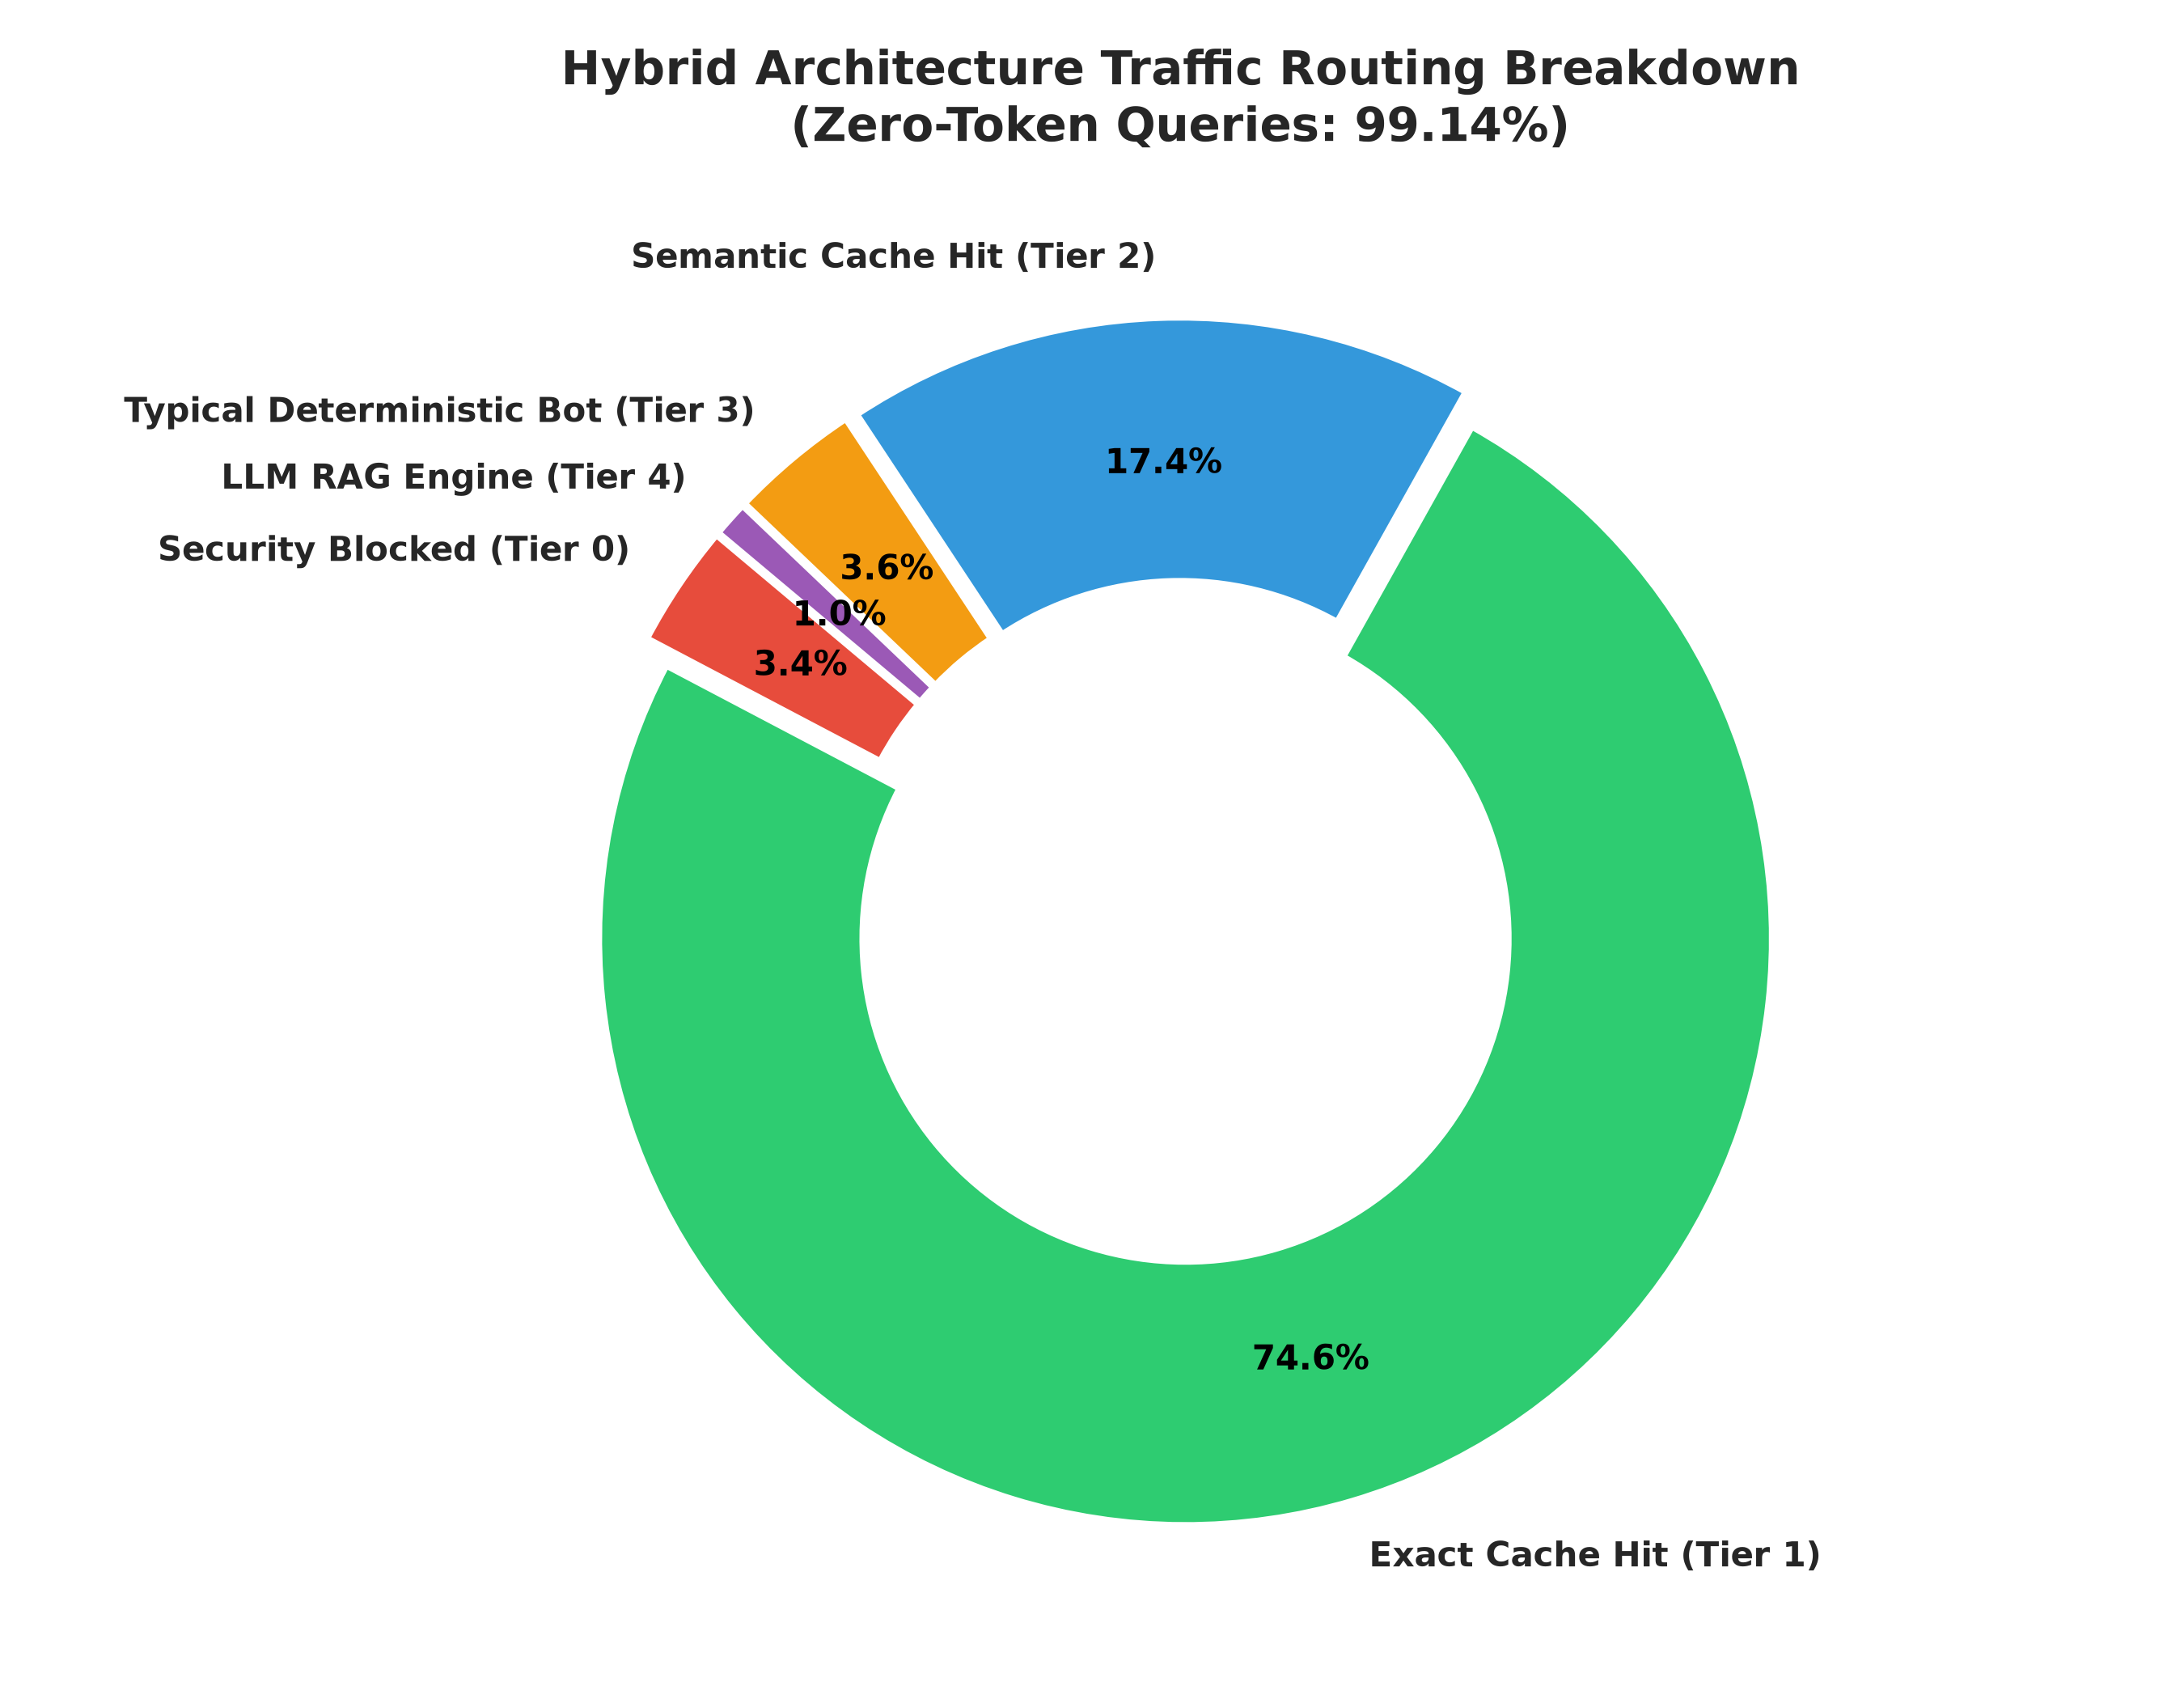 Hybrid Architecture Traffic Routing Breakdown
(Zero-Token Queries: 99.14%)
Semantic Cache Hit (Tier 2)
Typical Deterministic Bot (Tier 3)
17.4%
LLM RAG Engine (Tier 4)
Security Blocked (Tier 0)
3.6%
1.0%
3.4%
74.6%
Exact Cache Hit (Tier 1)